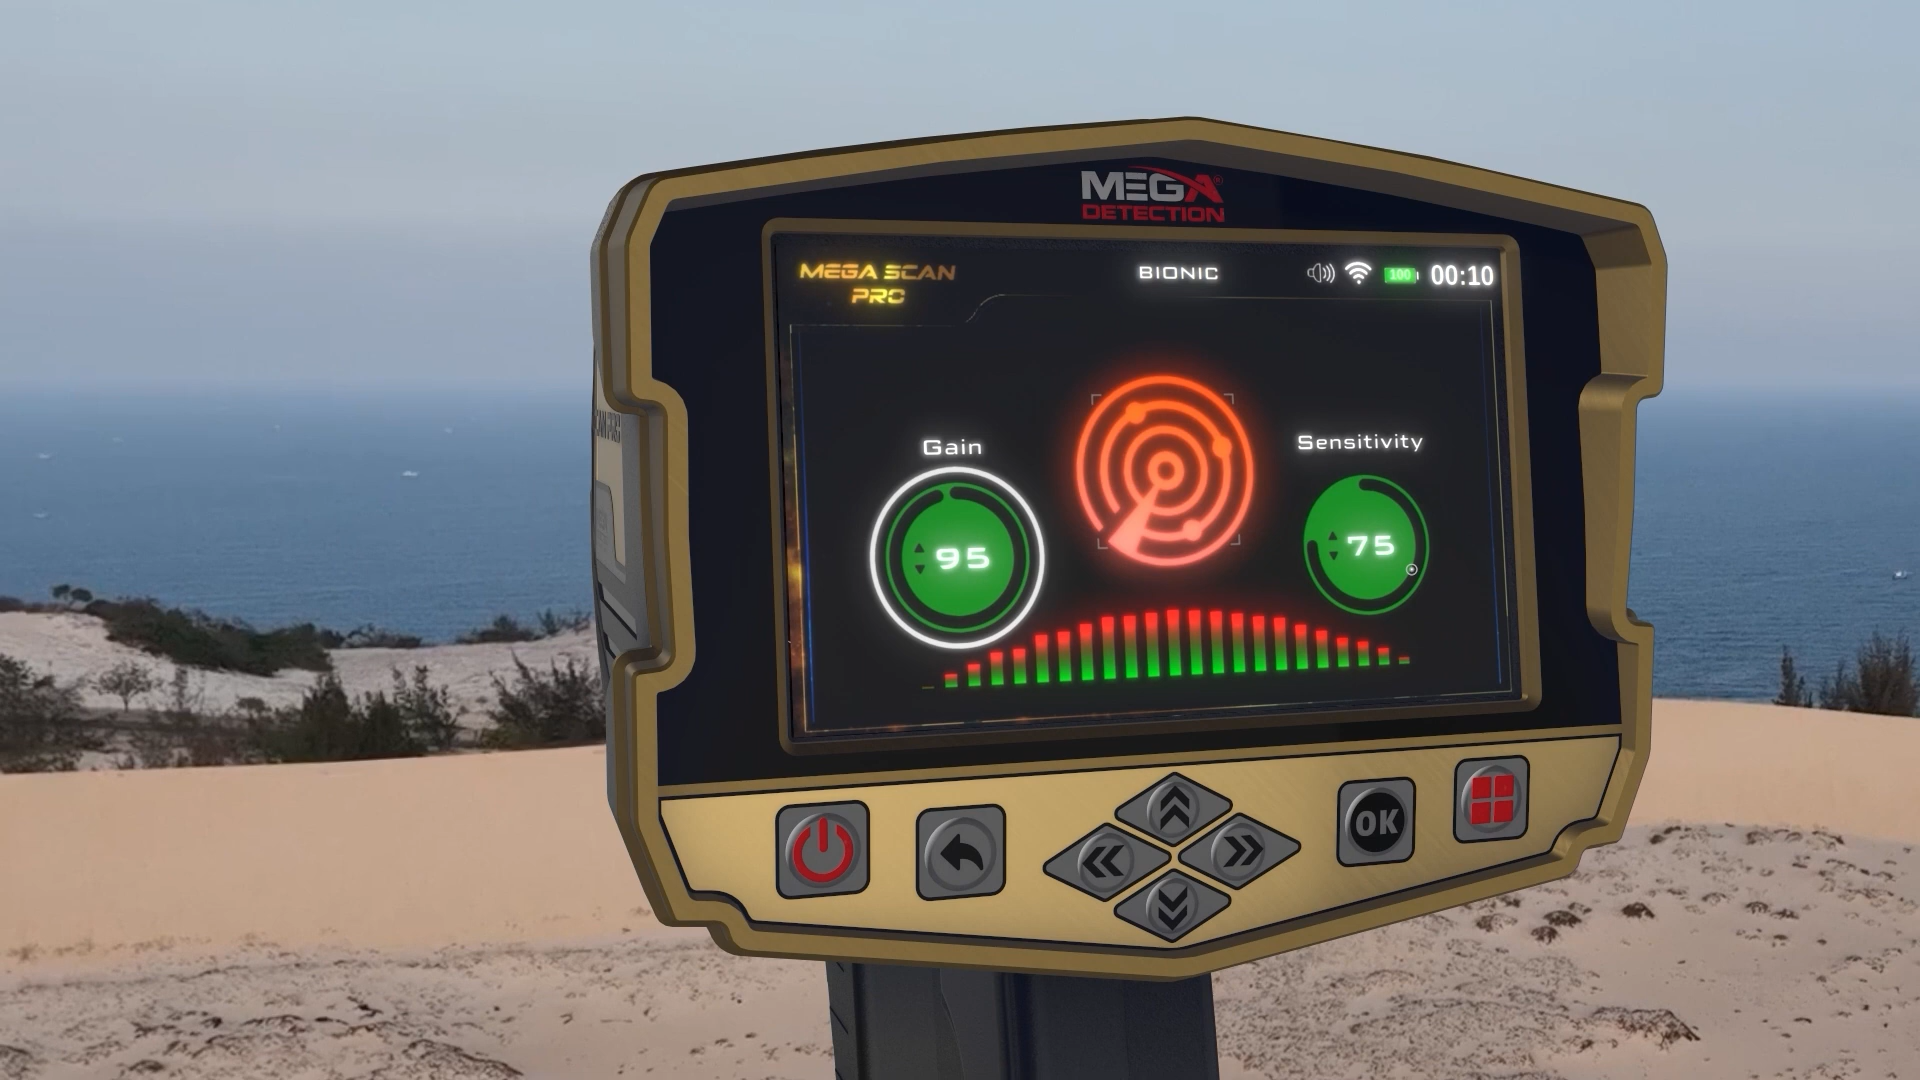 MEGA®
DETECTION
MEGA SCAN
PRO
BIONIC
100
00:10
Gain
Sensitivity
95
75
OK